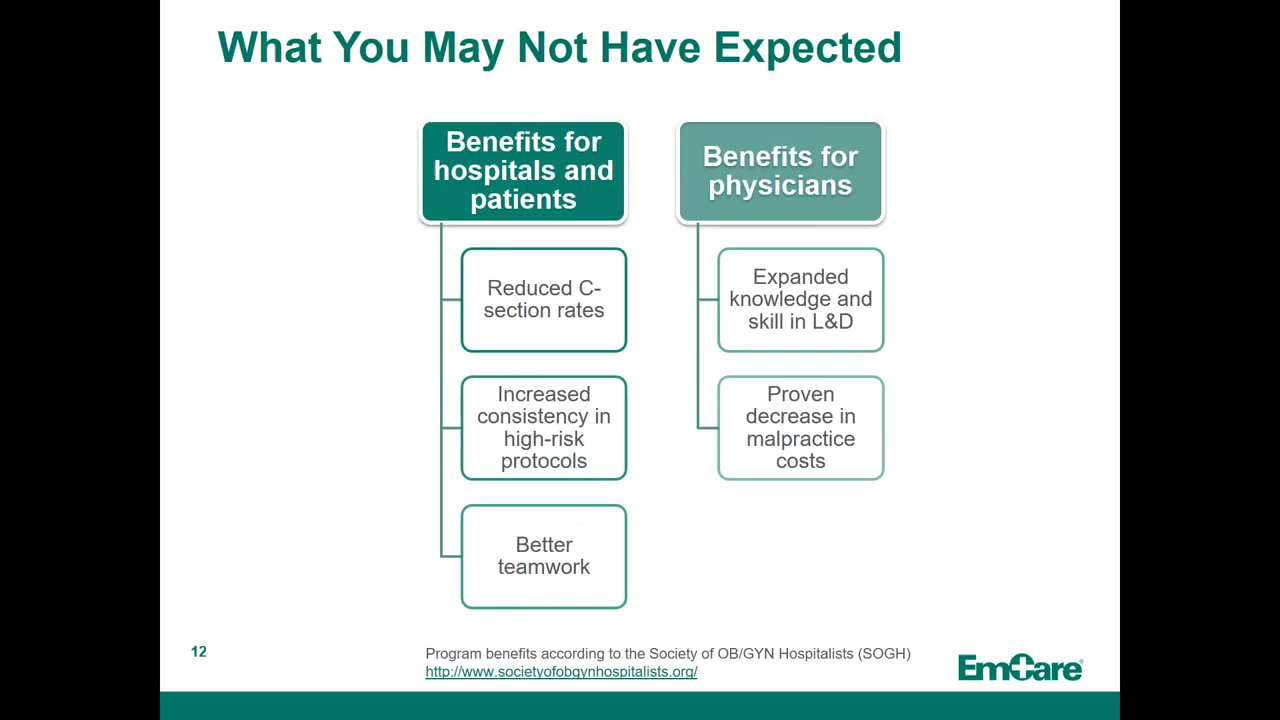 What You May Not Have Expected
Benefits for
hospitals and
patients
Reduced C-
section rates
Increased
consistency in
high-risk
protocols
Better
teamwork
Benefits for
physicians
Expanded
knowledge and
skill in L&D
Proven
decrease in
malpractice
costs
12
Program benefits according to the Society of OB/GYN Hospitalists (SOGH)
http://www.societyofobgynhospitalists.org/
EmCare®